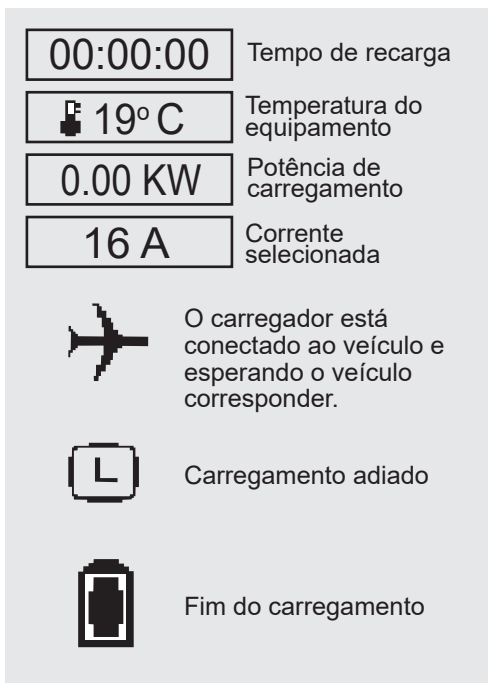 00:00:00 Tempo de recarga
19º C Temperatura do
equipamento
0.00 KW Potência de
carregamento
16 A Corrente
selecionada
O carregador está
conectado ao veículo e
esperando o veículo
corresponder.
L Carregamento adiado
Fim do carregamento